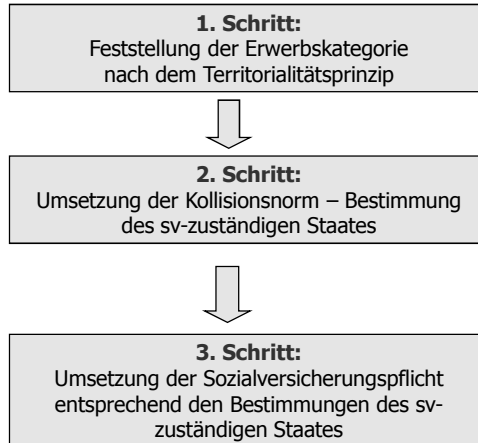 1. Schritt:
Feststellung der Erwerbskategorie
nach dem Territorialitätsprinzip
2. Schritt:
Umsetzung der Kollisionsnorm – Bestimmung
des sv-zuständigen Staates
3. Schritt:
Umsetzung der Sozialversicherungspflicht
entsprechend den Bestimmungen des sv-
zuständigen Staates